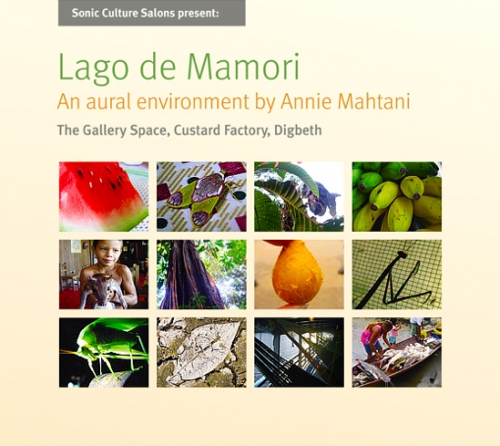 Sonic Culture Salons present:
Lago de Mamori
An aural environment by Annie Mahtani
The Gallery Space, Custard Factory, Digbeth